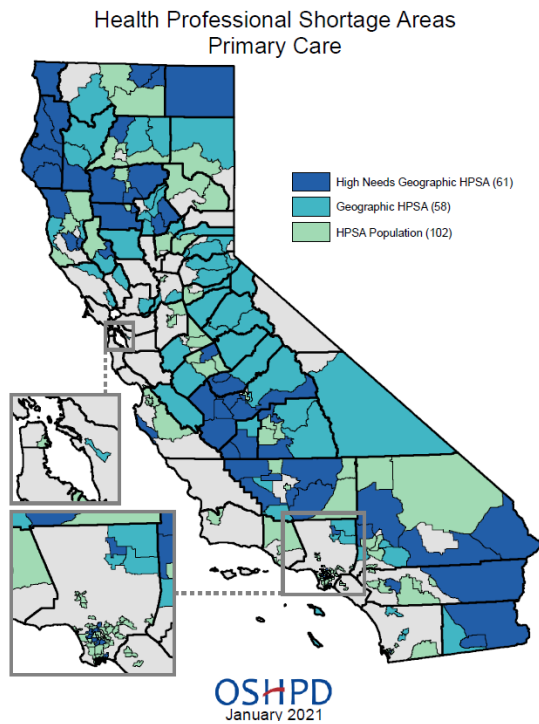 Health Professional Shortage Areas
Primary Care
High Needs Geographic HPSA (61)
Geographic HPSA (58)
HPSA Population (102)
OSHPD
January 2021